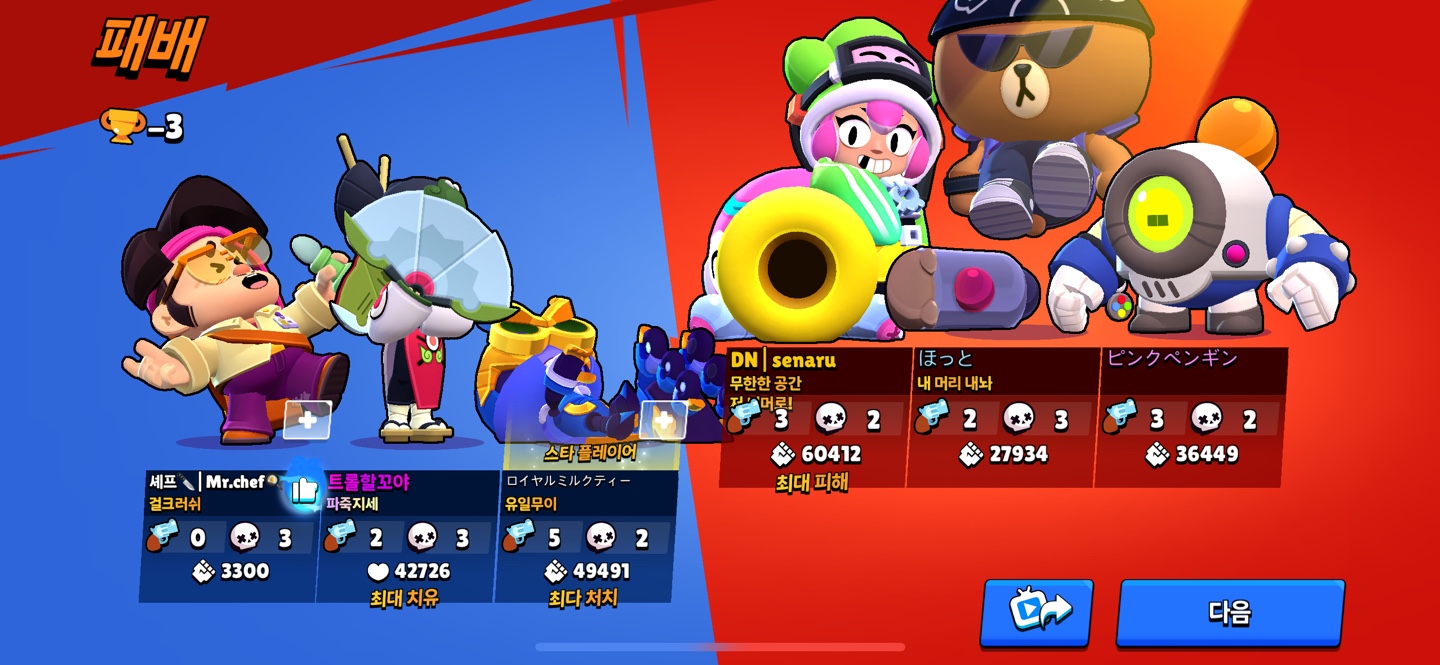 패배
-3
DN | senaru
무한한 공간
3
2
60412
최대 피해
ほっと
내 머리 내놔
2
3
27934
ピンクペンギン
3
2
36449
스타 플레이어
셰프🔪| Mr.chef🍳
걸크러쉬
0
3
3300
트롤할꼬야
파죽지세
2
3
42726
최대 치유
ロイヤルミルクティー
유일무이
5
2
49491
최다 처치
다음